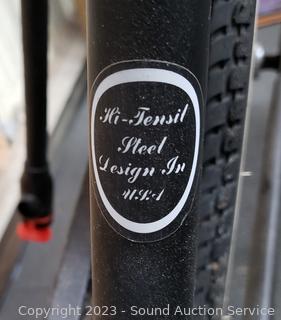 Hi-Tensil
Steel
Design In
U.S.A
Copyright 2023 - Sound Auction Service